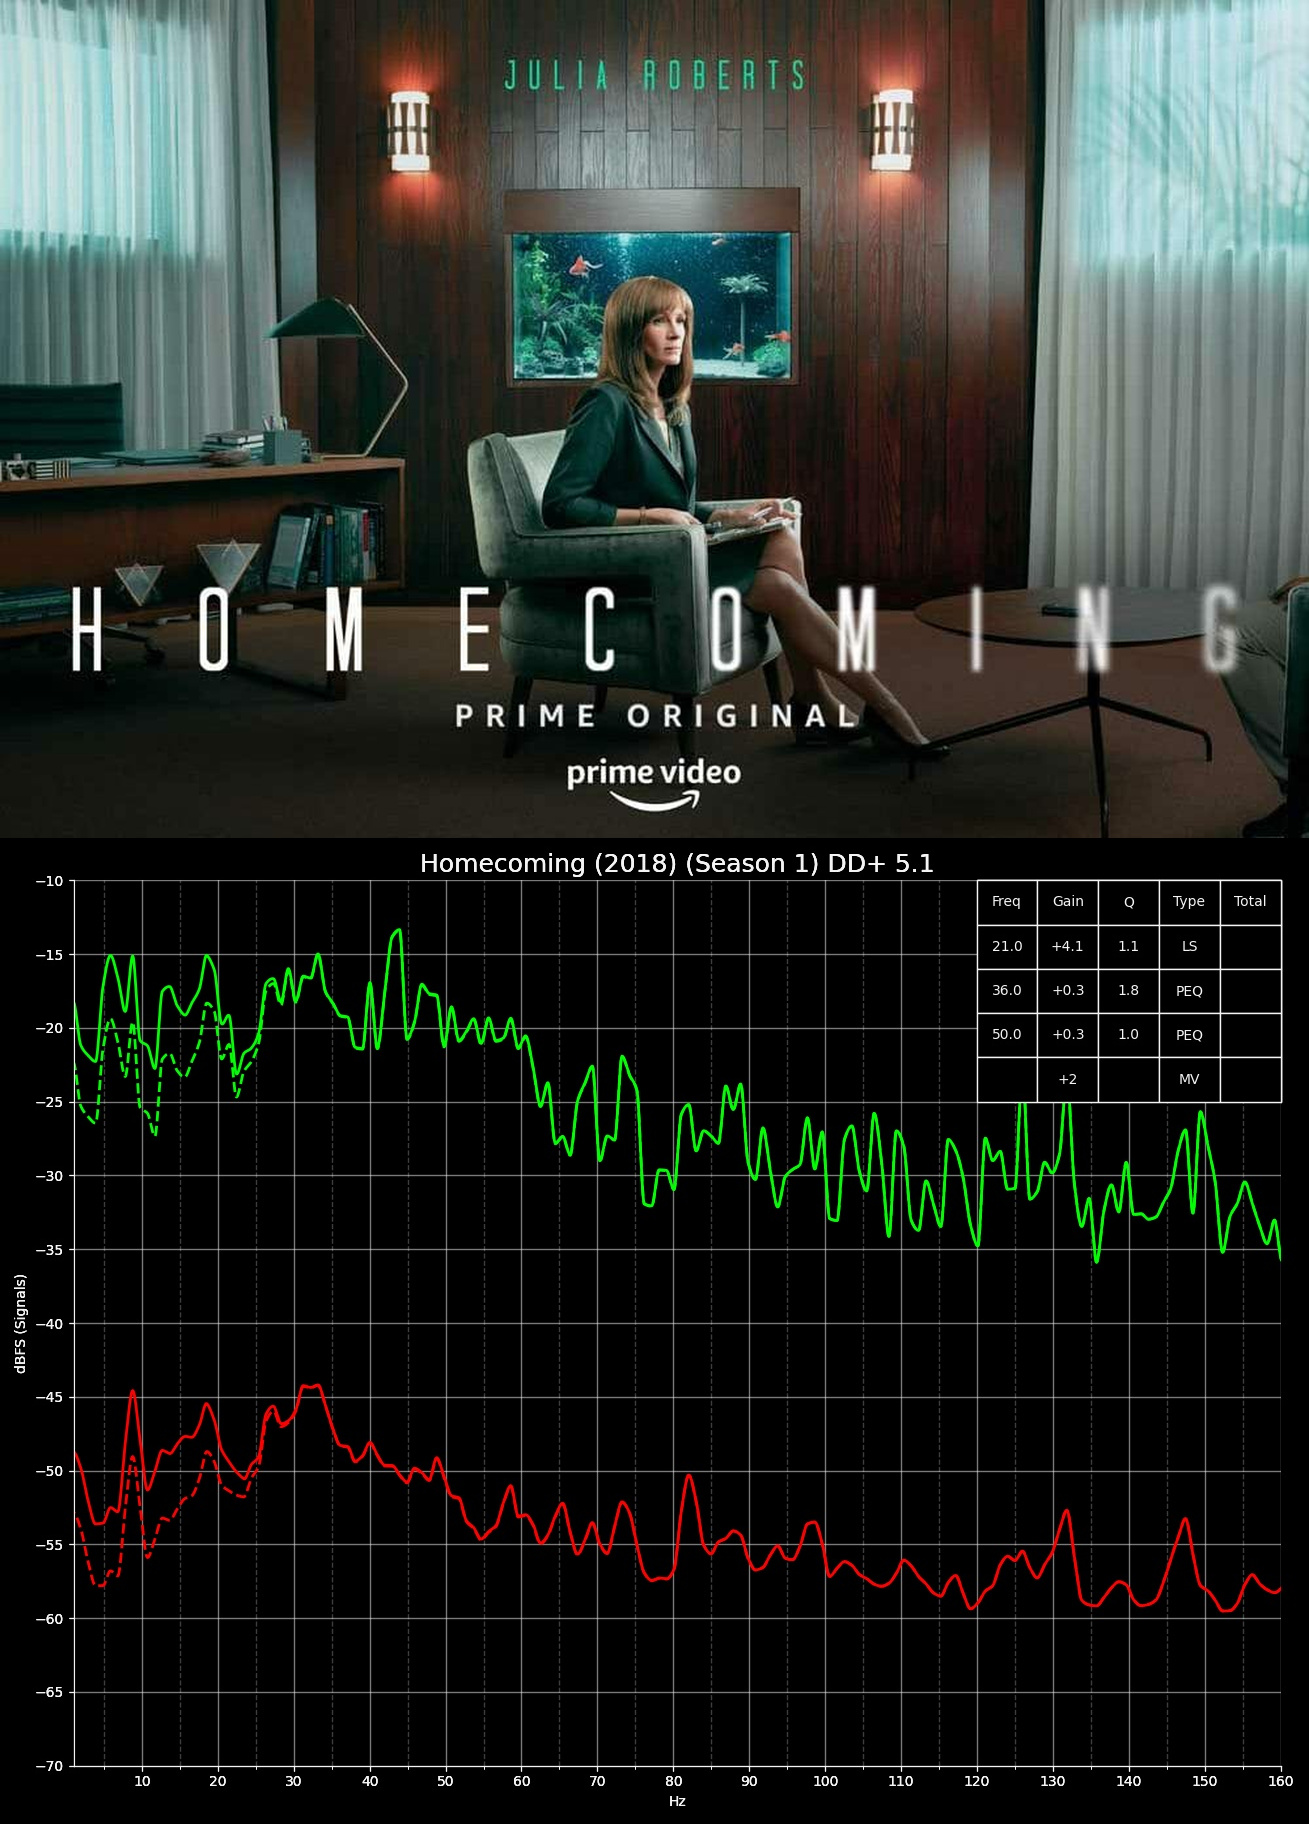 JULIA ROBERTS
HOMECOMING
PRIME ORIGINAL
prime video
Homecoming (2018) (Season 1) DD+ 5.1
Freq Gain Q Type Total
21.0 +4.1 1.1 LS
36.0 +0.3 1.8 PEQ
50.0 +0.3 1.0 PEQ
+2 MV
−10
−15
−20
−25
−30
−35
−40
−45
−50
−55
−60
−65
−70
dBFS (Signals)
10 20 30 40 50 60 70 80 90 100 110 120 130 140 150 160
Hz